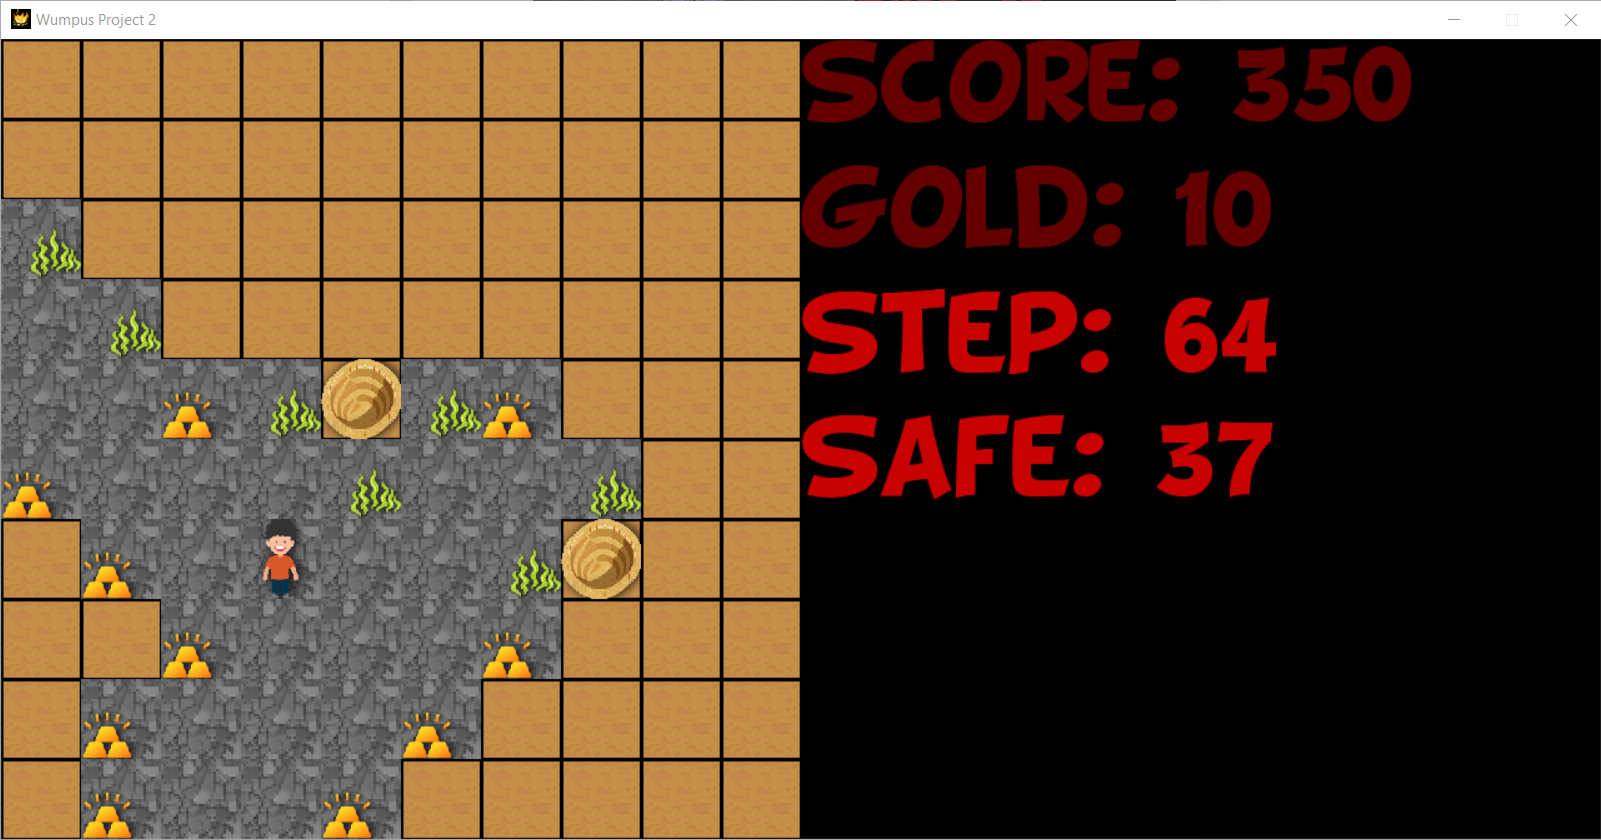 Wumpus Project 2
SCORE: 350
GOLD: 10
STEP: 64
SAFE: 37